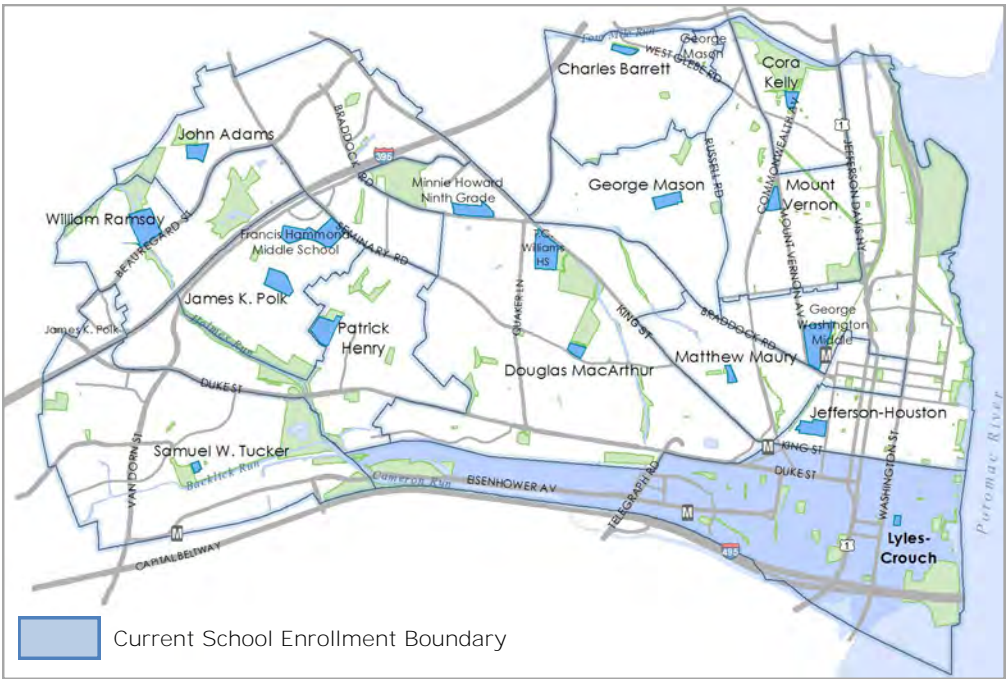 Four Mile Run
George
Mason
WEST GLEBE RD
Charles Barrett
Cora
Kelly
John Adams
BRADDOCK RD
395
COMMONWEALTH AV
1
JEFFERSON DAVIS HY
RUSSELL RD
Minnie Howard
Ninth Grade
George Mason
Mount
Vernon
MOUNT VERNON AV
William Ramsay
BEAUREGARD ST
Francis Hammond
Middle School
SEMINARY RD
T.C.
Williams
HS
James K. Polk
QUAKER LN
KING ST
BRADDOCK RD
George
Washington
Middle
M
James K. Polk
Holmes Run
Patrick
Henry
Douglas MacArthur
Matthew Maury
DUKE ST
Jefferson-Houston
Potomac River
VAN DORN ST
Samuel W. Tucker
Backlick Run
Cameron Run
EISENHOWER AV
TELEGRAPH RD
M
KING ST
DUKE ST
WASHINGTON ST
M
M
CAPITAL BELTWAY
495
1
Lyles-
Crouch
Current School Enrollment Boundary